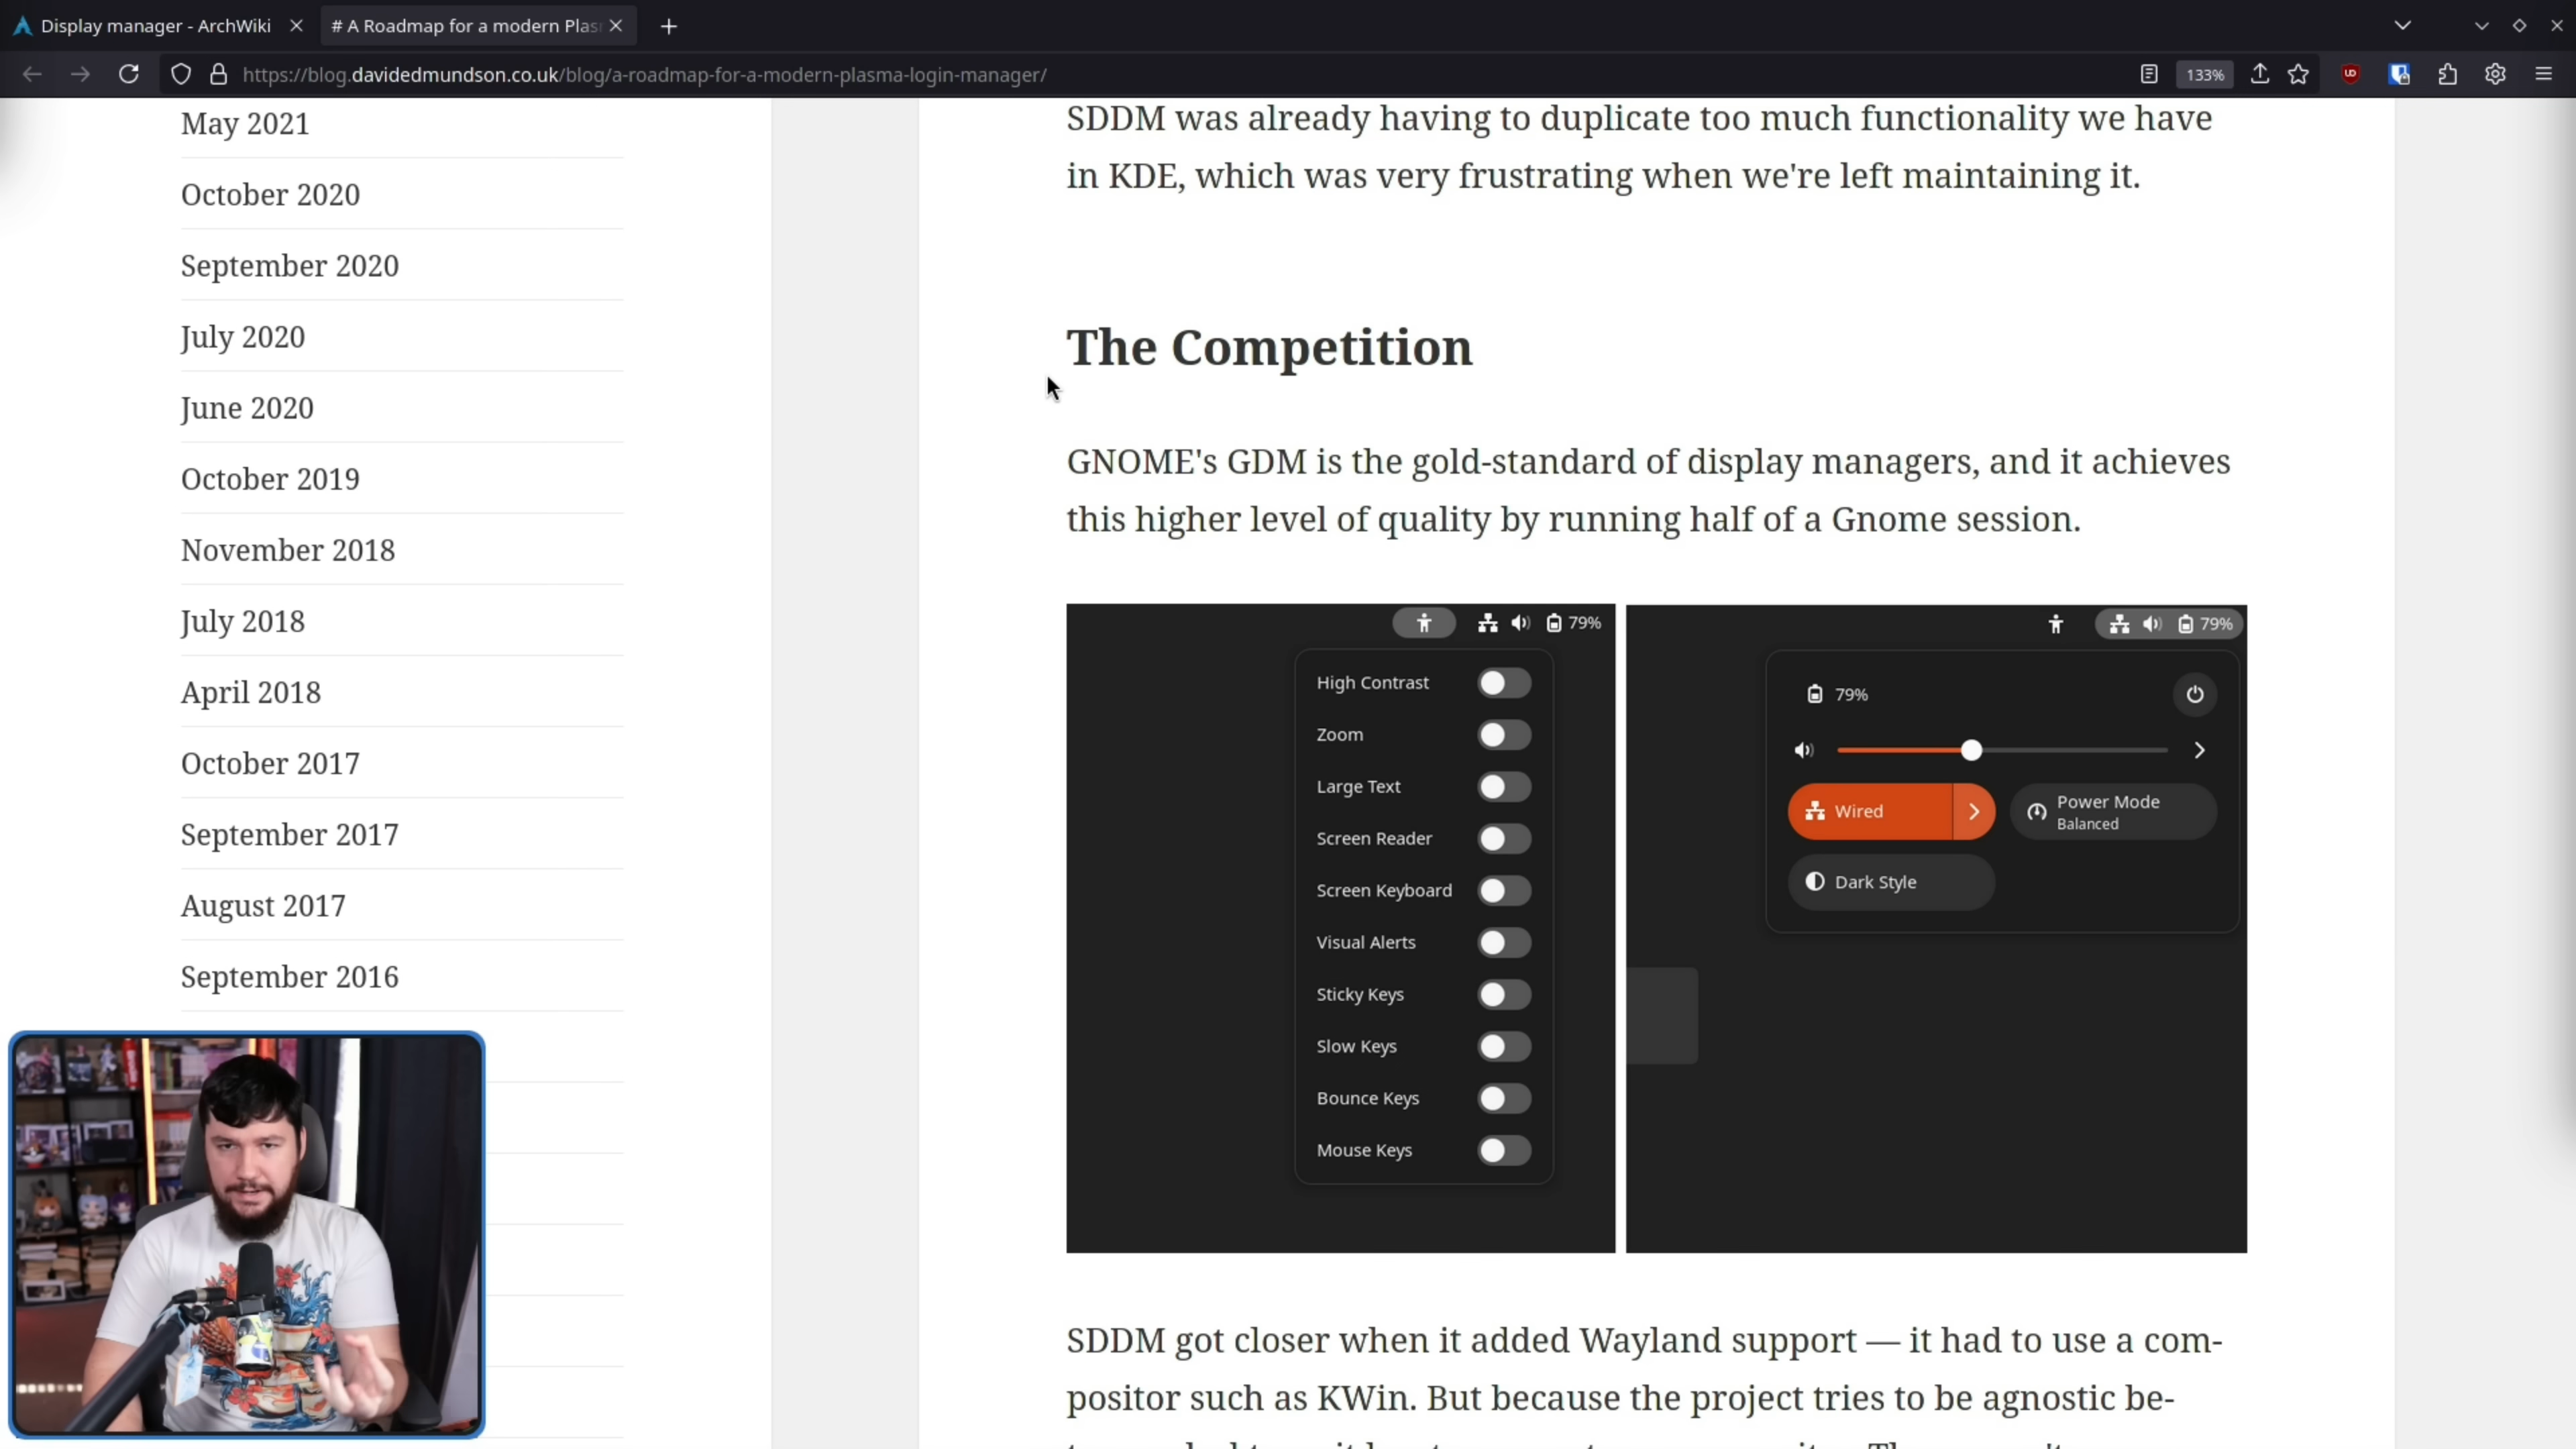 Display manager - ArchWiki
# A Roadmap for a modern Plas
https://blog.davidedmundson.co.uk/blog/a-roadmap-for-a-modern-plasma-login-manager/
133%
May 2021
October 2020
September 2020
July 2020
June 2020
October 2019
November 2018
July 2018
April 2018
October 2017
September 2017
August 2017
September 2016
SDDM was already having to duplicate too much functionality we have
in KDE, which was very frustrating when we're left maintaining it.
The Competition
GNOME's GDM is the gold-standard of display managers, and it achieves
this higher level of quality by running half of a Gnome session.
79%
High Contrast
Zoom
Large Text
Screen Reader
Screen Keyboard
Visual Alerts
Sticky Keys
Slow Keys
Bounce Keys
Mouse Keys
79%
79%
Wired
Power Mode
Balanced
Dark Style
SDDM got closer when it added Wayland support — it had to use a com-
positor such as KWin. But because the project tries to be agnostic be-